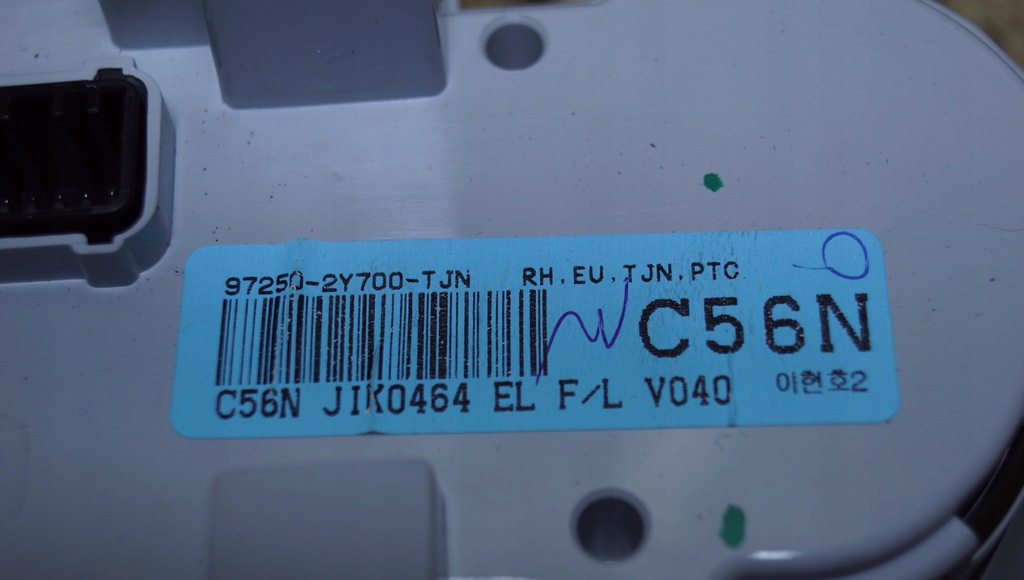 97250-2Y700-TJN RH,EU,TJN,PTC
C56N
C56N JIK0464 EL F/L V040 이현호2